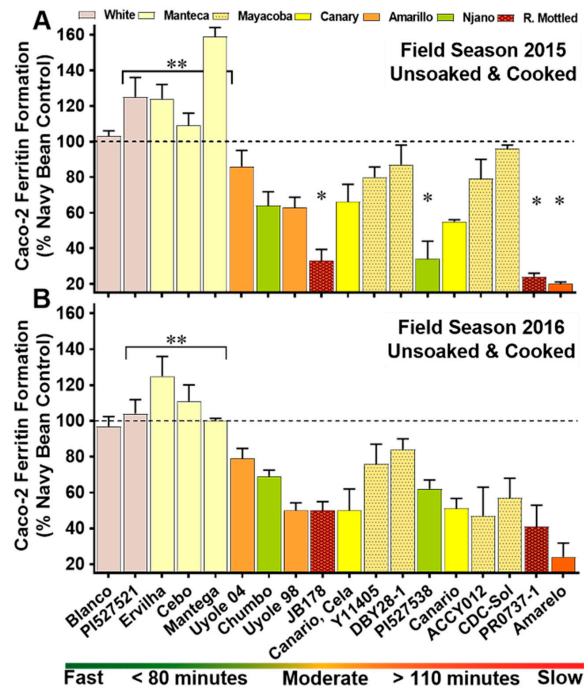 White Manteca Mayacoba Canary Amarillo Njano R. Mottled
A
Field Season 2015
Unsoaked & Cooked
Caco-2 Ferritin Formation
(% Navy Bean Control)
160
140
120
100
80
60
40
20
**
*
*
*
*
B
Field Season 2016
Unsoaked & Cooked
Caco-2 Ferritin Formation
(% Navy Bean Control)
160
140
120
100
80
60
40
20
**
Blanco
PI527521
Ervilha
Cebo
Mantega
Uyole 04
Chumbo
Uyole 98
JB178
Canario, Cela
Y11405
DBY28-1
PI527538
Canario
ACCY012
CDC-Sol
PR0737-1
Amarelo
Fast < 80 minutes Moderate > 110 minutes Slow